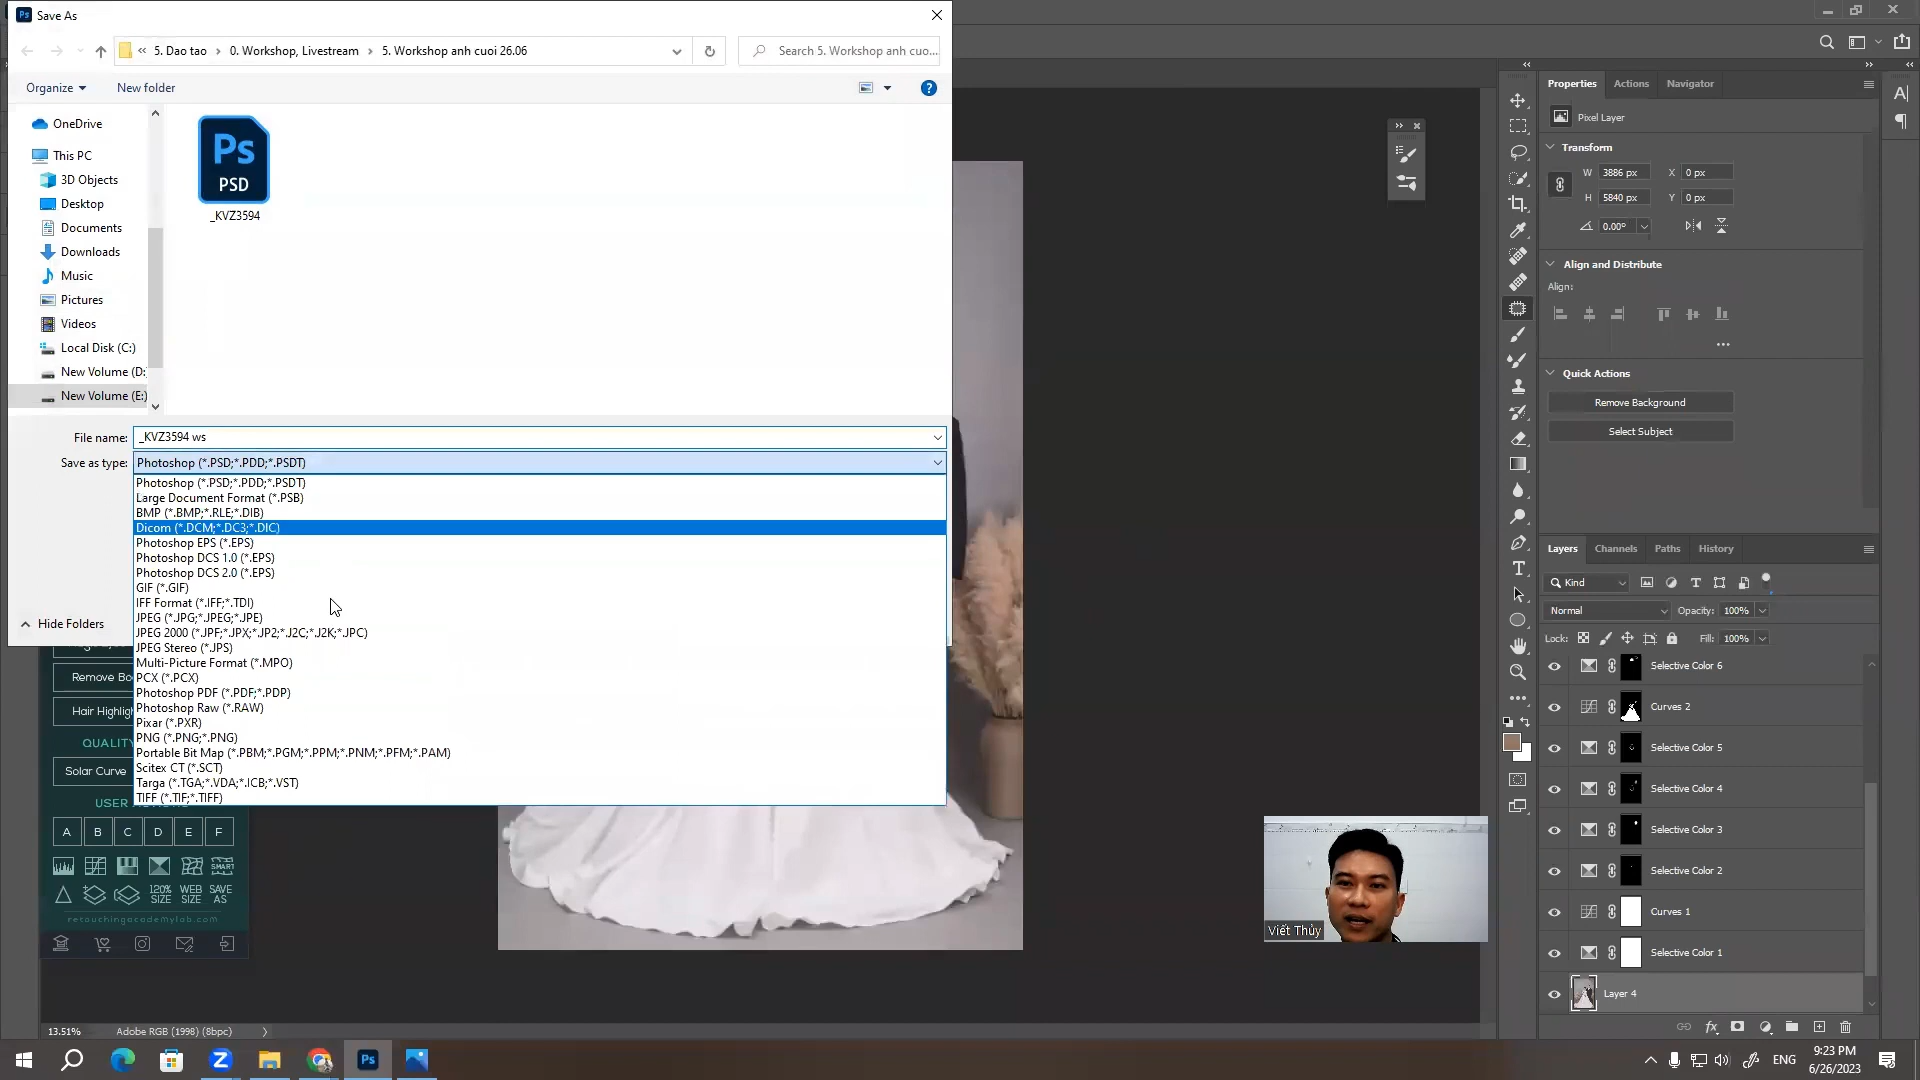 Save As
5. Dao tao
0. Workshop, Livestream
5. Workshop anh cuoi 26.06
Search 5. Workshop anh cuo...
Organize
New folder
OneDrive
This PC
3D Objects
Desktop
Documents
Downloads
Music
Pictures
Videos
Local Disk (C:)
New Volume (D:
New Volume (E:)
Ps
PSD
_KVZ3594
File name:
_KVZ3594 ws
Save as type:
Photoshop (*.PSD;*.PDD;*.PSDT)
Photoshop (*.PSD;*.PDD;*.PSDT)
Large Document Format (*.PSB)
BMP (*.BMP;*.RLE;*.DIB)
Dicom (*.DCM;*.DC3;*.DIC)
Photoshop EPS (*.EPS)
Photoshop DCS 1.0 (*.EPS)
Photoshop DCS 2.0 (*.EPS)
GIF (*.GIF)
IFF Format (*.IFF;*.TDI)
JPEG (*.JPG;*.JPEG;*.JPE)
JPEG 2000 (*.JPF;*.JPX;*.JP2;*.J2C;*.J2K;*.JPC)
JPEG Stereo (*.JPS)
Multi-Picture Format (*.MPO)
PCX (*.PCX)
Photoshop PDF (*.PDF;*.PDP)
Photoshop Raw (*.RAW)
Pixar (*.PXR)
PNG (*.PNG;*.PNG)
Portable Bit Map (*.PBM;*.PGM;*.PPM;*.PNM;*.PFM;*.PAM)
Scitex CT (*.SCT)
Targa (*.TGA;*.VDA;*.ICB;*.VST)
TIFF (*.TIF;*.TIFF)
Hide Folders
Remove Bo
Hair Highlig
QUALITY
Solar Curve
USER ACTIONS
A B C D E F
SMART
120% SIZE
WEB SIZE
SAVE AS
retouchingacademylab.com
Viết Thủy
Properties
Actions
Navigator
Pixel Layer
Transform
W 3886 px
X 0 px
H 5840 px
Y 0 px
0.00°
Align and Distribute
Align:
Quick Actions
Remove Background
Select Subject
Layers
Channels
Paths
History
Kind
Normal
Opacity: 100%
Lock:
Fill: 100%
Selective Color 6
Curves 2
Selective Color 5
Selective Color 4
Selective Color 3
Selective Color 2
Curves 1
Selective Color 1
Layer 4
13.51%
Adobe RGB (1998) (8bpc)
ENG
9:23 PM
6/26/2023